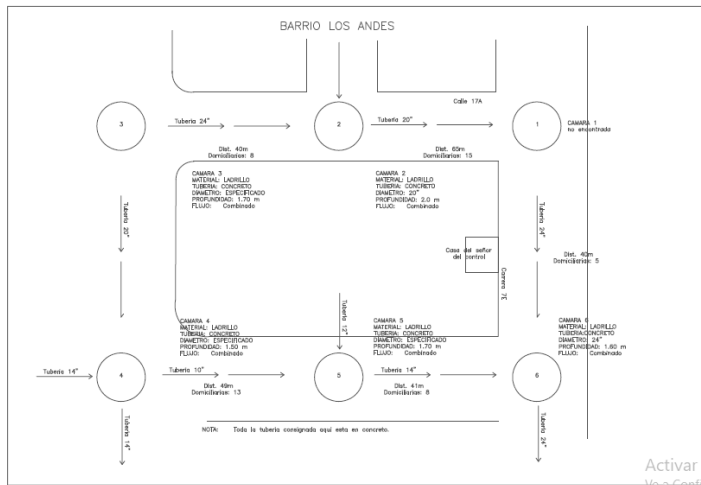 BARRIO LOS ANDES
Calle 17A
3
Tuberia 24"
2
Tuberia 20"
1
CAMARA 1
no encontrada
Dist. 40m
Domiciliarias: 8
Dist. 65m
Domiciliarias: 15
CAMARA 3
MATERIAL: LADRILLO
TUBERIA: CONCRETO
DIAMETRO: ESPECIFICADO
PROFUNDIDAD: 1.70 m
FLUJO: Combinado
CAMARA 2
MATERIAL: LADRILLO
TUBERIA: CONCRETO
DIAMETRO: 20"
PROFUNDIDAD: 2.0 m
FLUJO: Combinado
Tuberia 20"
Tuberia 24"
Casa del señor
del control
Carrera 7E
Dist. 40m
Domiciliarias: 5
Tuberia 12"
CAMARA 4
MATERIAL: LADRILLO
TUBERIA: CONCRETO
DIAMETRO: ESPECIFICADO
PROFUNDIDAD: 1.50 m
FLUJO: Combinado
CAMARA 5
MATERIAL: LADRILLO
TUBERIA: CONCRETO
DIAMETRO: ESPECIFICADO
PROFUNDIDAD: 1.70 m
FLUJO: Combinado
CAMARA 6
MATERIAL: LADRILLO
TUBERIA:CONCRETO
DIAMETRO: 24"
PROFUNDIDAD: 1.60 m
FLUJO: Combinado
Tuberia 14"
4
Tuberia 10"
5
Tuberia 14"
6
Dist. 49m
Domiciliarias: 13
Dist. 41m
Domiciliarias: 8
Tuberia 14"
Tuberia 24"
NOTA: Toda la tuberia consignada aqui esta en concreto.
Activar